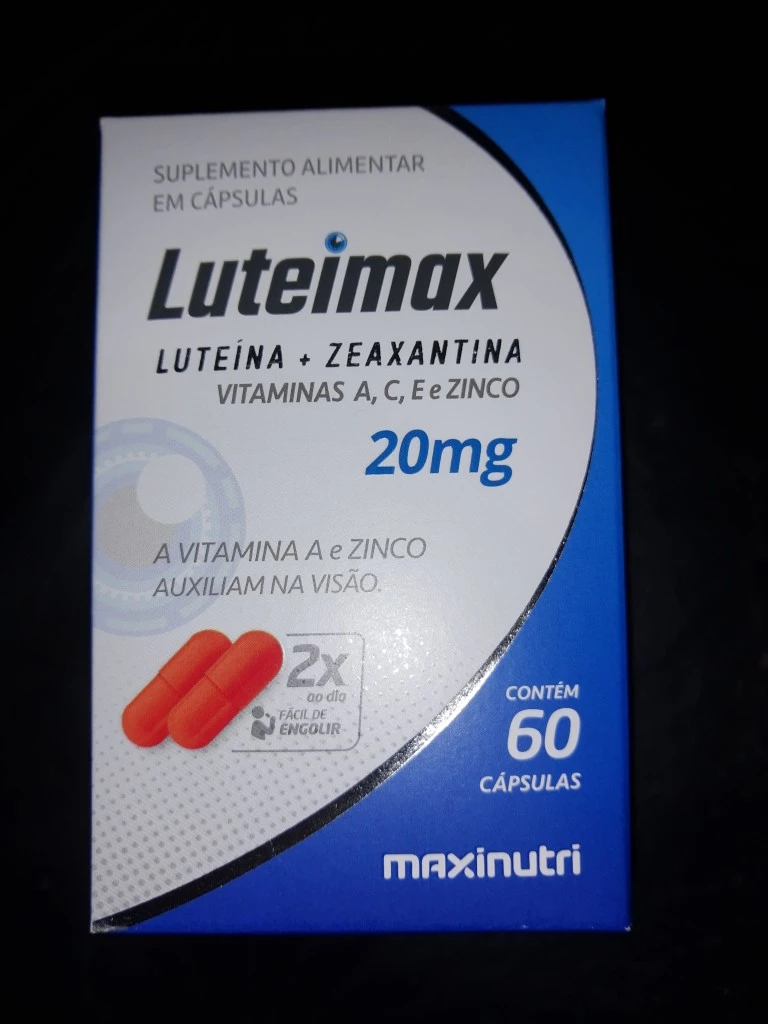 SUPLEMENTO ALIMENTAR
EM CÁPSULAS
Luteimax
LUTEÍNA + ZEAXANTINA
VITAMINAS A, C, E e ZINCO
20mg
A VITAMINA A e ZINCO
AUXILIAM NA VISÃO.
2x
ao dia
FÁCIL DE
ENGOLIR
CONTÉM
60
CÁPSULAS
maxinutri